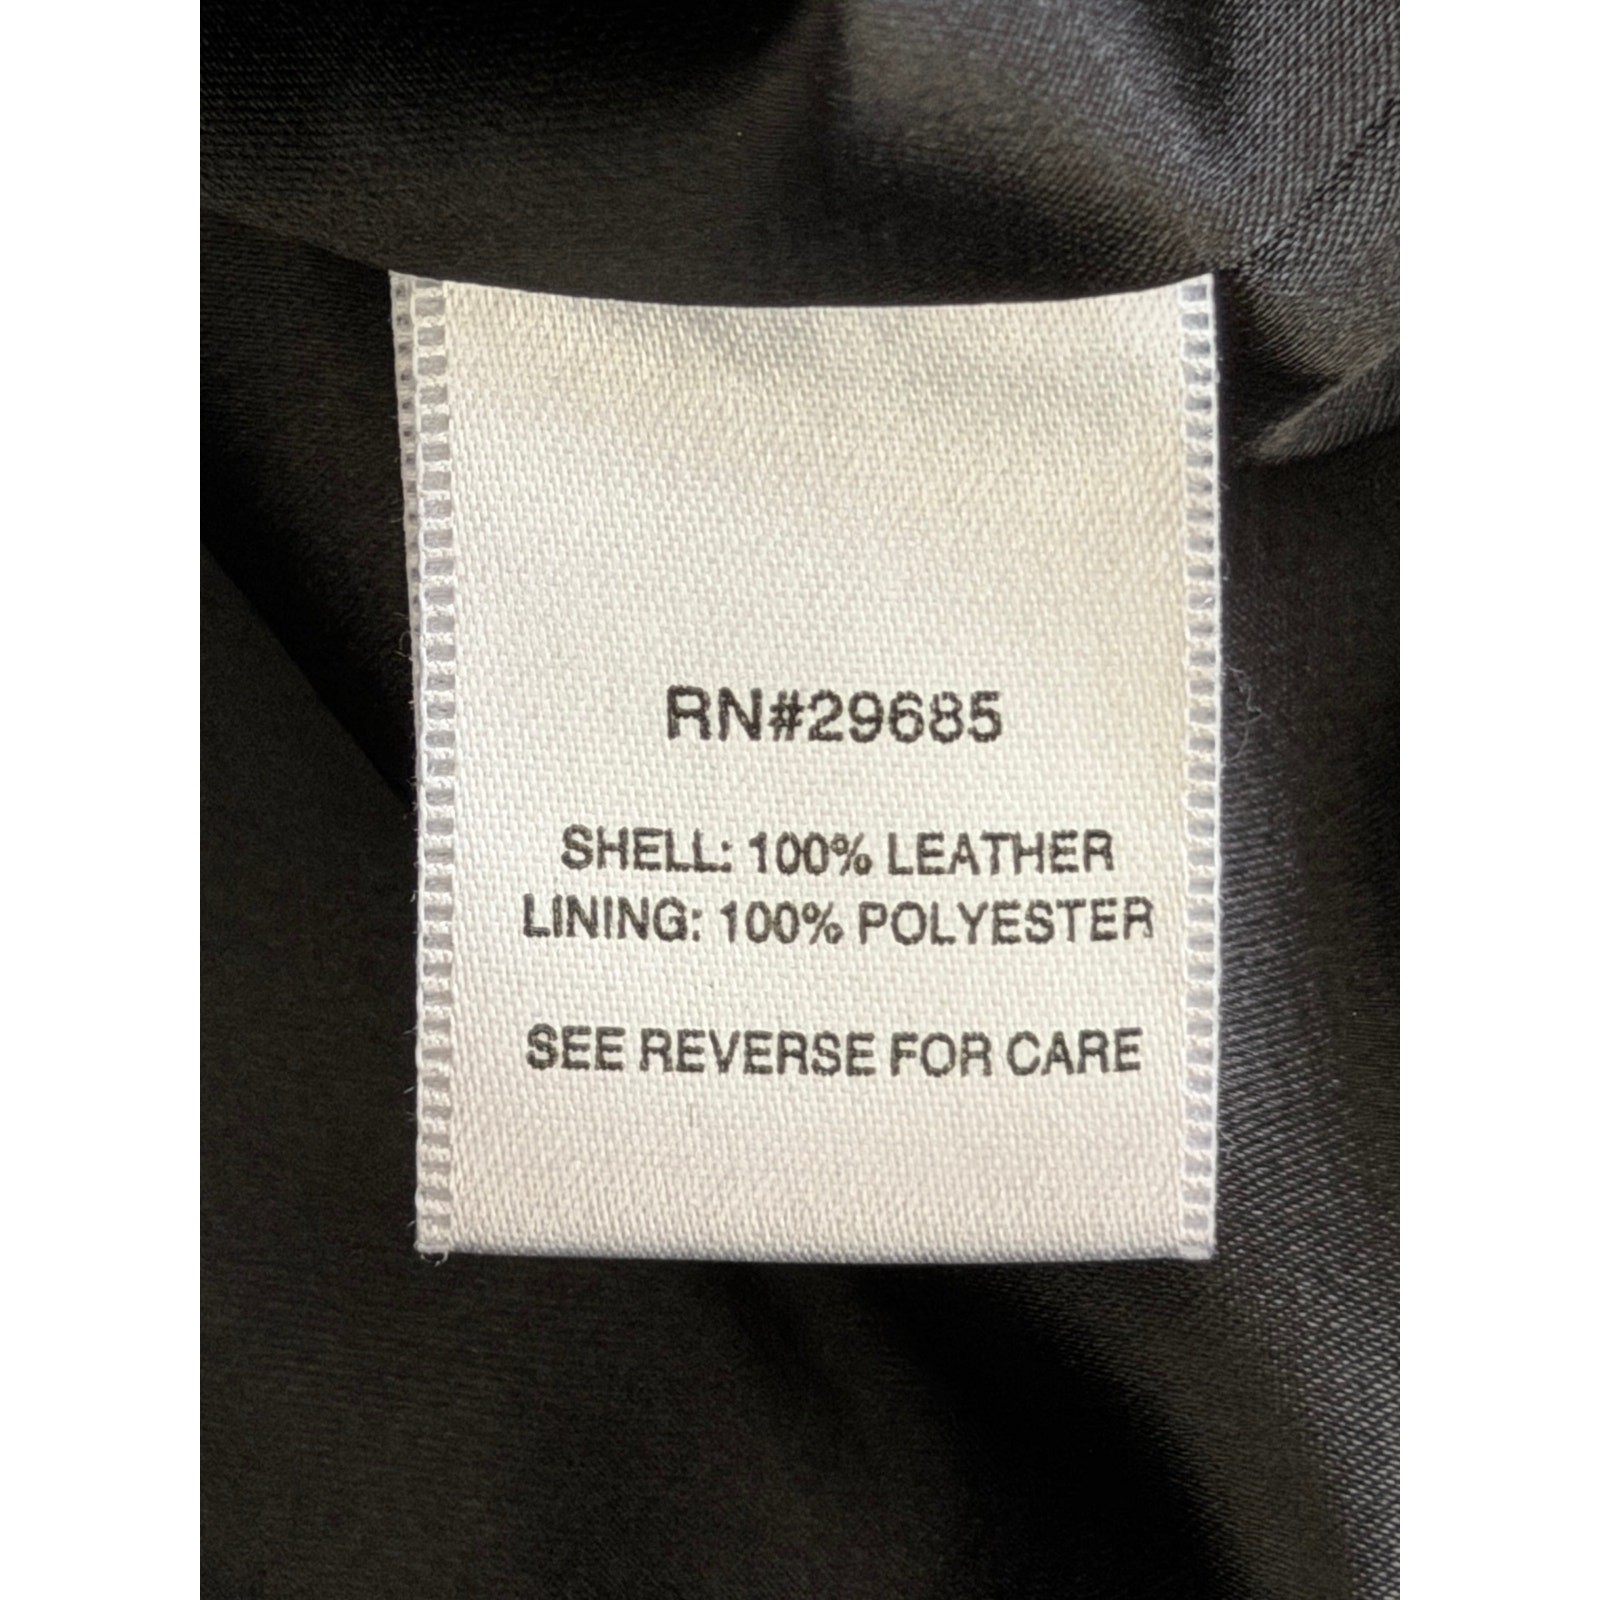 RN#29685
SHELL: 100% LEATHER
LINING: 100% POLYESTER
SEE REVERSE FOR CARE